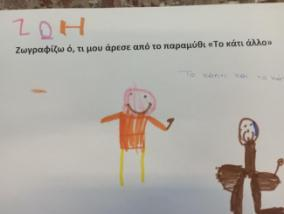 ΖΩΗ
Ζωγραφίζω ό, τι μου άρεσε από το παραμύθι «Το κάτι άλλο»
Το κάτι και το